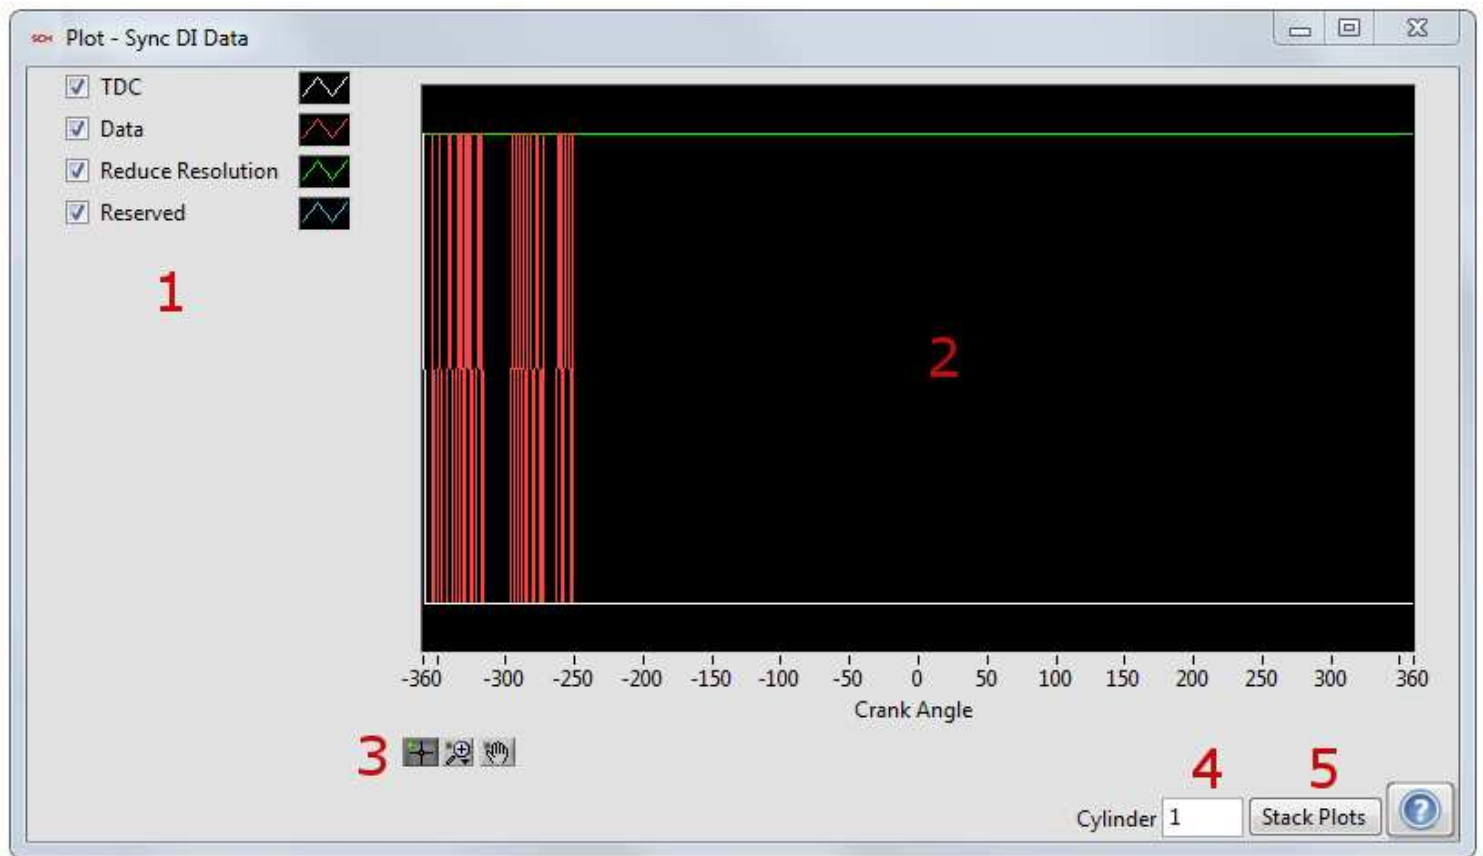 SCM Plot - Sync DI Data
TDC
Data
Reduce Resolution
Reserved
1
2
-360 -300 -250 -200 -150 -100 -50 0 50 100 150 200 250 300 360
Crank Angle
3
4 5
Cylinder 1 Stack Plots ?